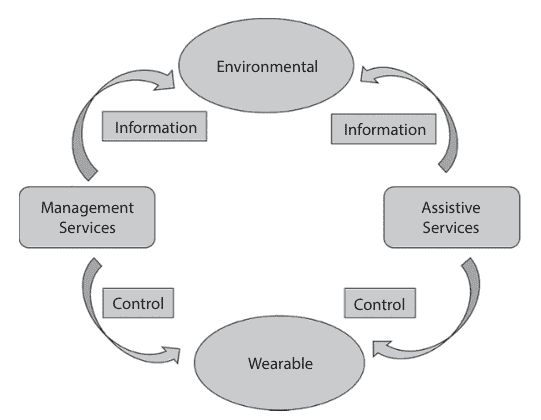 Environmental
Information
Information
Management
Services
Assistive
Services
Control
Control
Wearable